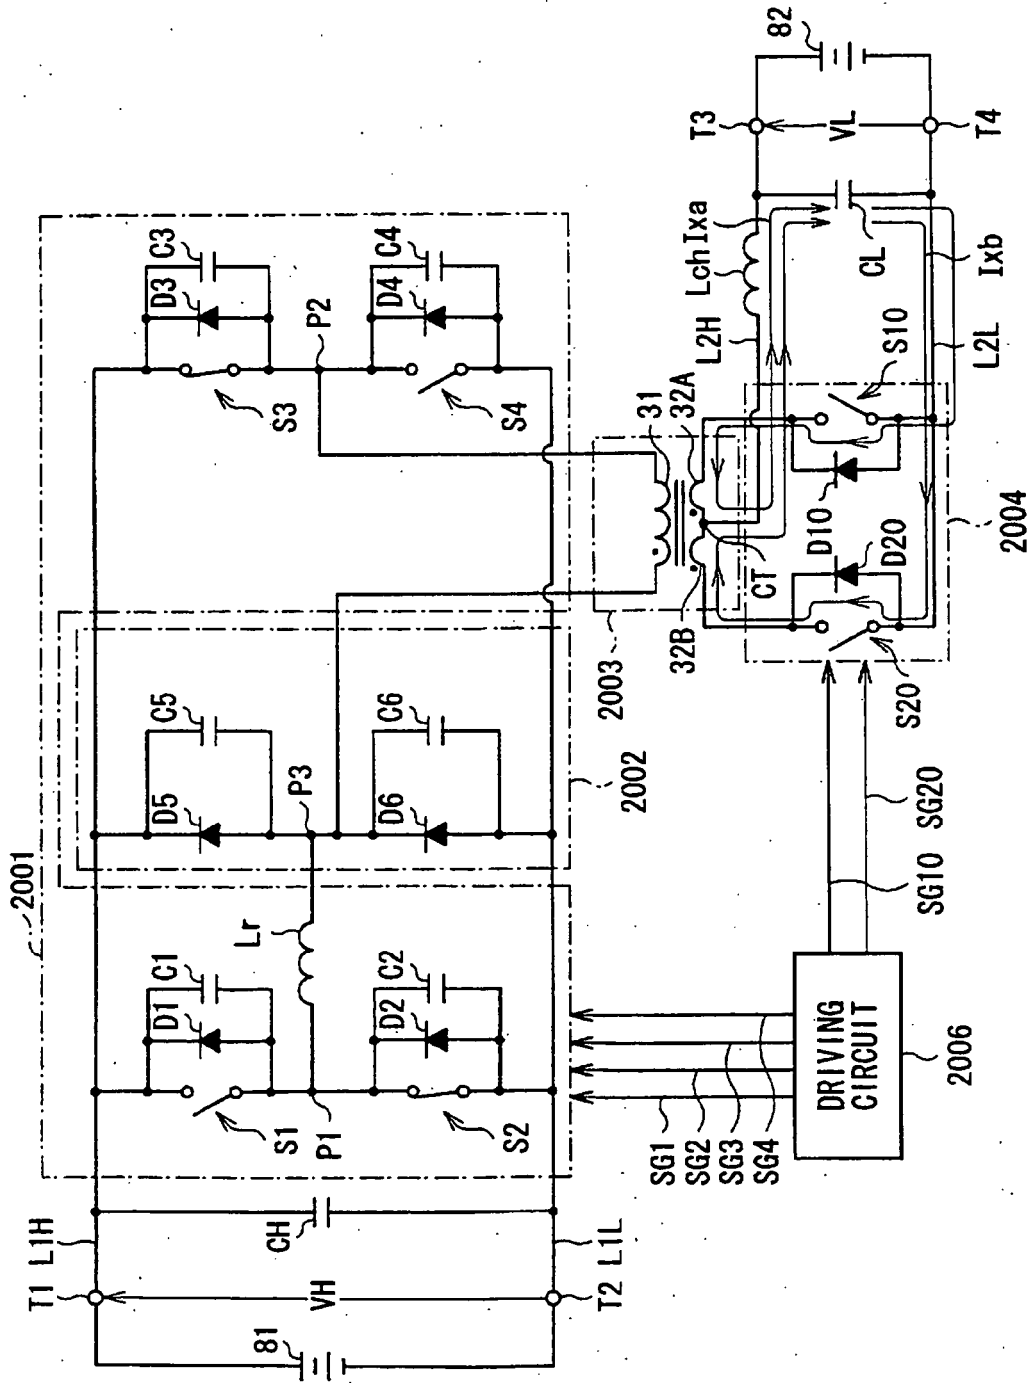 2001
T1
L1H
81
VH
CH
T2
L1L
S1
D1
C1
Lr
P1
S2
D2
C2
D5
C5
P3
D6
C6
2002
S3
D3
C3
P2
S4
D4
C4
2003
31
32A
32B
CT
L2H
Lch
Ixa
T3
82
VL
T4
CL
Ixb
L2L
S10
D10
D20
S20
2004
SG1
SG2
SG3
SG4
DRIVING
CIRCUIT
2006
SG10
SG20